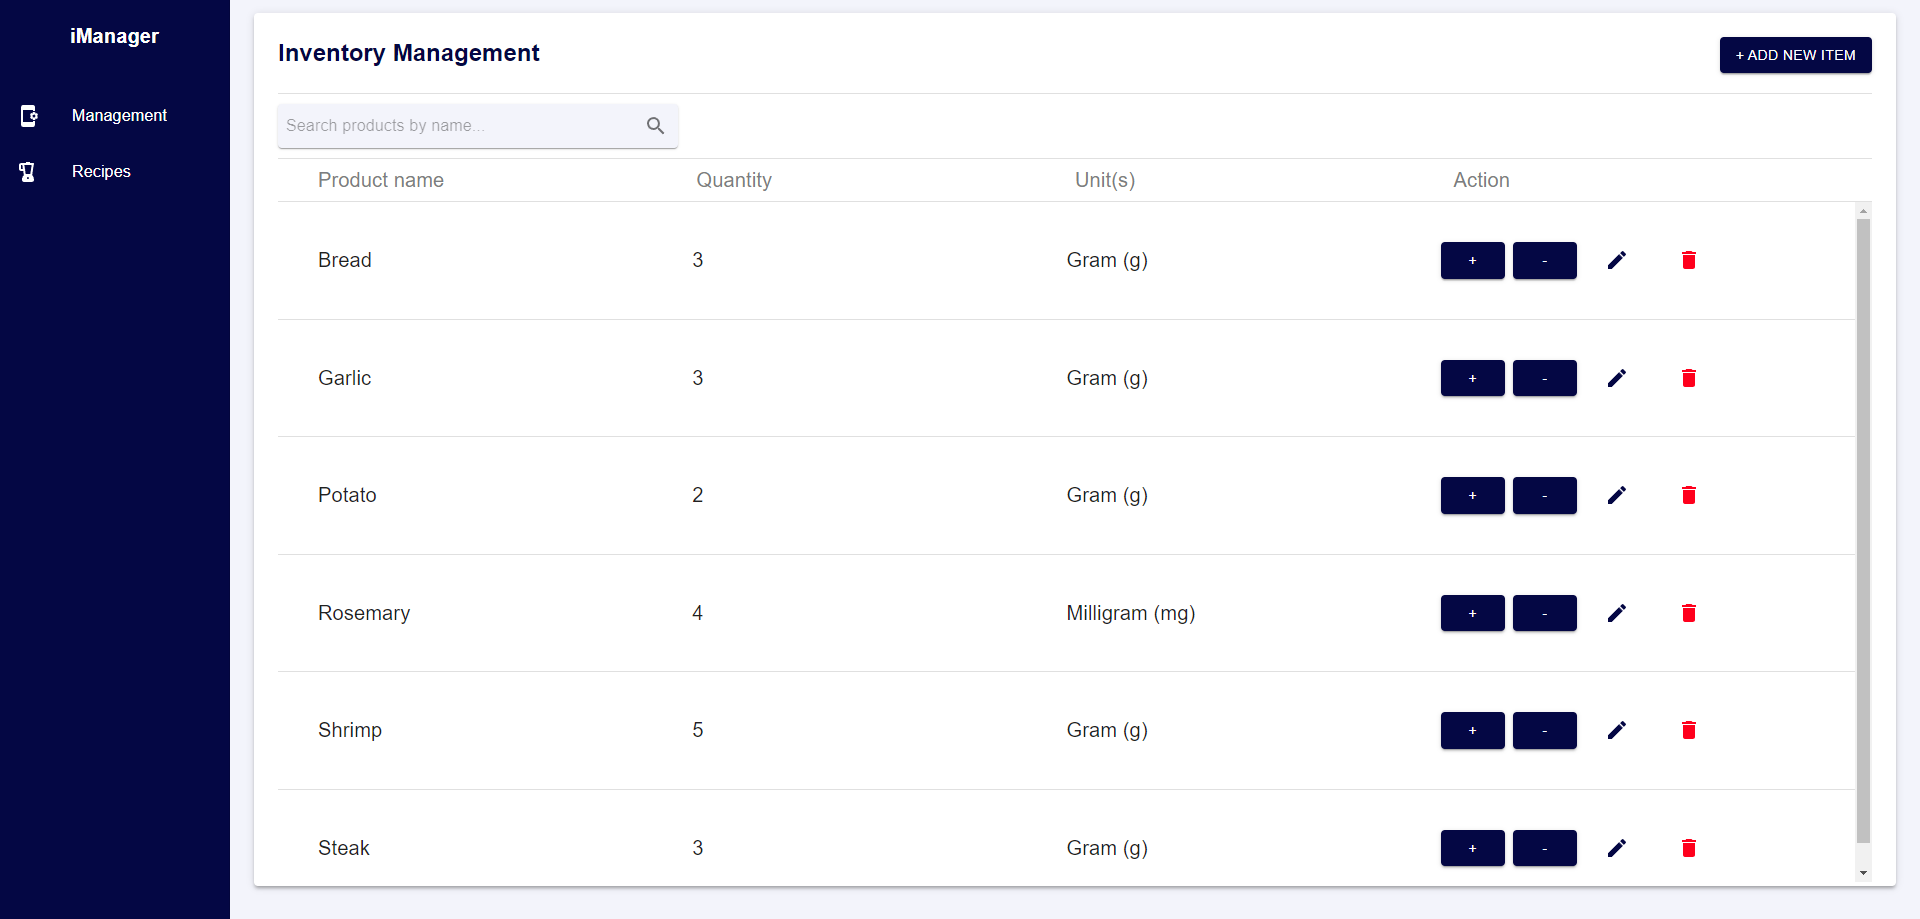 iManager
Management
Recipes
Inventory Management
+ ADD NEW ITEM
Search products by name...
Product name Quantity Unit(s) Action
Bread 3 Gram (g) + -
Garlic 3 Gram (g) + -
Potato 2 Gram (g) + -
Rosemary 4 Milligram (mg) + -
Shrimp 5 Gram (g) + -
Steak 3 Gram (g) + -